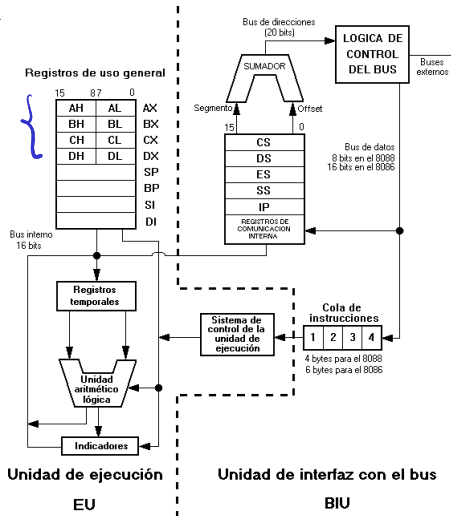 Bus de direcciones
(20 bits)
LOGICA DE
CONTROL
DEL BUS
Buses
externos
SUMADOR
Segmento
Offset
Registros de uso general
15 87 0
AH AL AX
BH BL BX
CH CL CX
DH DL DX
SP
BP
SI
DI
15 0
CS
DS
ES
SS
IP
REGISTROS DE
COMUNICACION
INTERNA
Bus de datos
8 bits en el 8088
16 bits en el 8086
Bus interno
16 bits
Registros
temporales
Sistema de
control de la
unidad de
ejecución
Cola de
instrucciones
1 2 3 4
4 bytes para el 8088
6 bytes para el 8086
Unidad
aritmético
lógica
Indicadores
Unidad de ejecución
EU
Unidad de interfaz con el bus
BIU